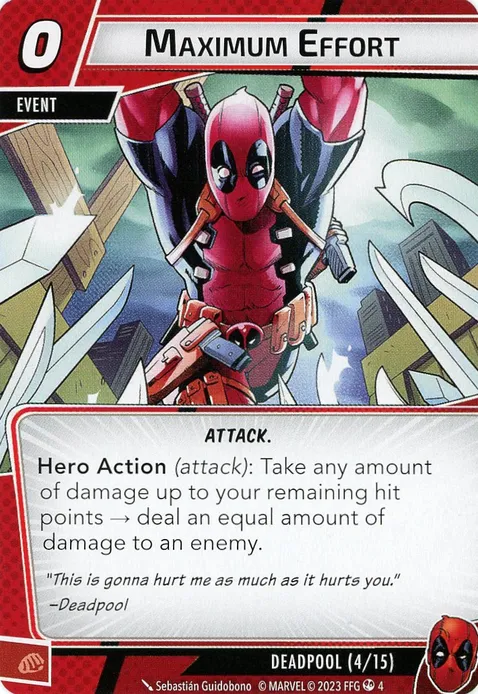 0
MAXIMUM EFFORT
EVENT
ATTACK.
Hero Action (attack): Take any amount
of damage up to your remaining hit
points → deal an equal amount of
damage to an enemy.
"This is gonna hurt me as much as it hurts you."
–Deadpool
DEADPOOL (4/15)
Sebastián Guidobono © MARVEL © 2023 FFG 4